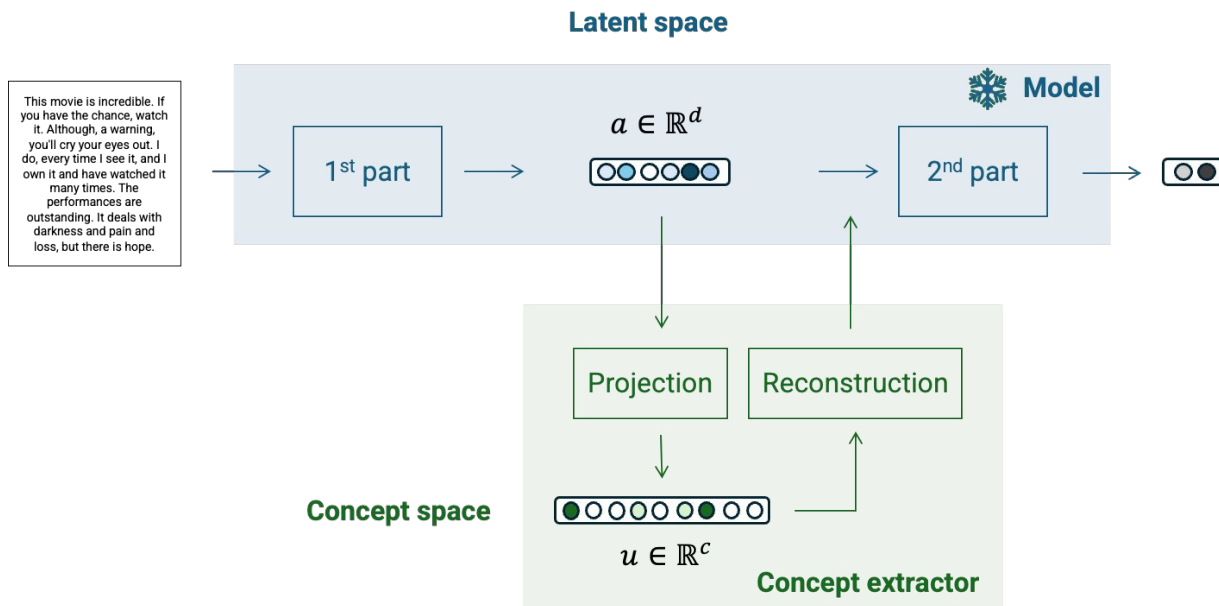 Latent space
This movie is incredible. If
you have the chance, watch
it. Although, a warning,
you'll cry your eyes out. I
do, every time I see it, and I
own it and have watched it
many times. The
performances are
outstanding. It deals with
darkness and pain and
loss, but there is hope.
Model
1st part
a ∈ ℝ^d
2nd part
Projection
Reconstruction
Concept space
u ∈ ℝ^c
Concept extractor